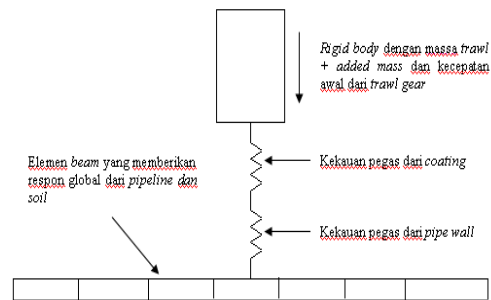 Rigid body dengan massa trawl
+ added mass dan kecepatan
awal dari trawl gear
Elemen beam yang memberikan
respon global dari pipeline dan
soil
Kekauan pegas dari coating
Kekauan pegas dari pipe wall